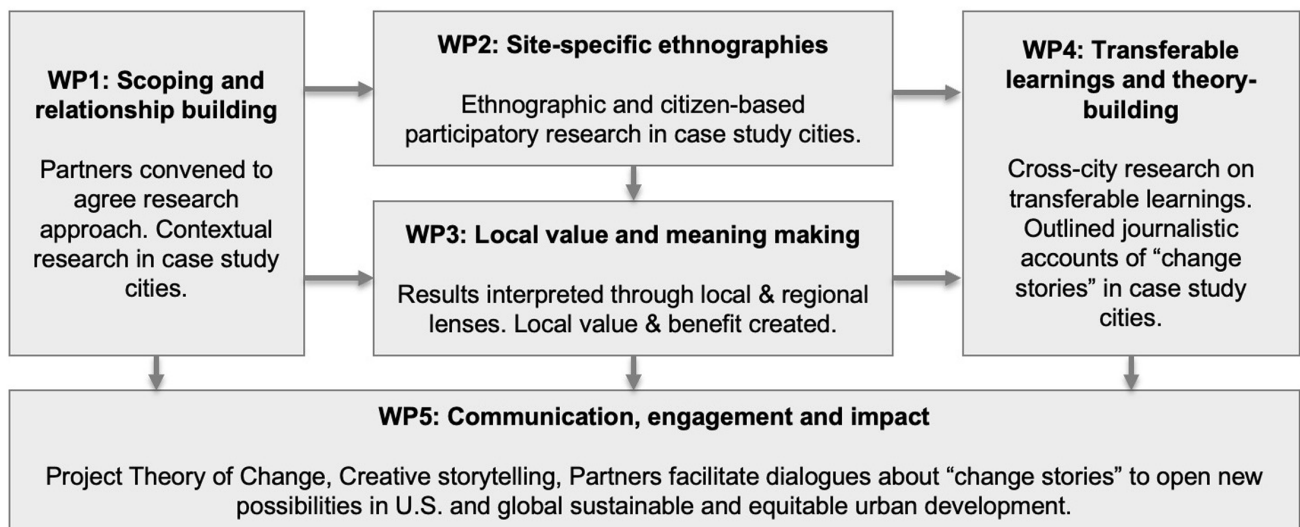 WP1: Scoping and
relationship building
Partners convened to
agree research
approach. Contextual
research in case study
cities.
WP2: Site-specific ethnographies
Ethnographic and citizen-based
participatory research in case study cities.
WP3: Local value and meaning making
Results interpreted through local & regional
lenses. Local value & benefit created.
WP4: Transferable
learnings and theory-
building
Cross-city research on
transferable learnings.
Outlined journalistic
accounts of “change
stories” in case study
cities.
WP5: Communication, engagement and impact
Project Theory of Change, Creative storytelling, Partners facilitate dialogues about “change stories” to open new
possibilities in U.S. and global sustainable and equitable urban development.